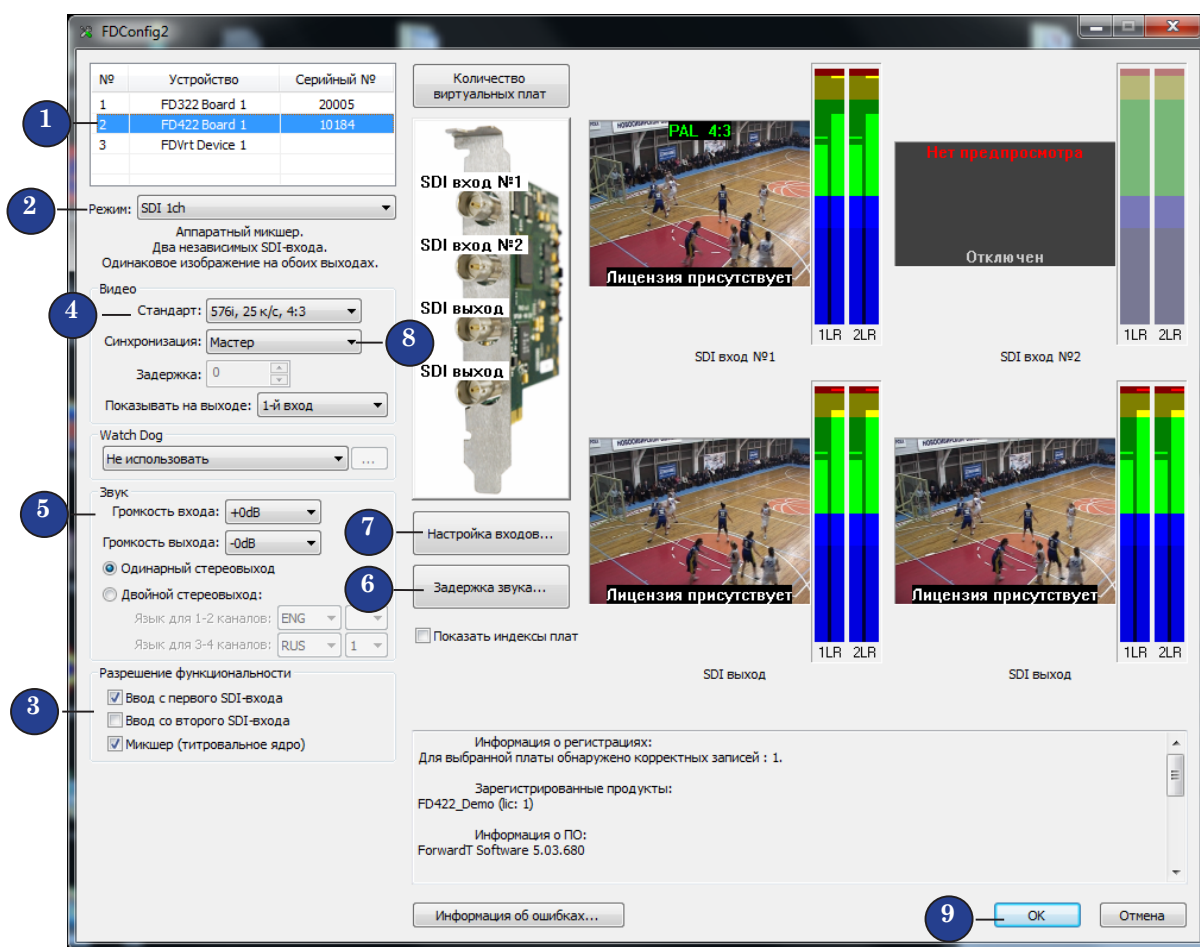 FDConfig2
№ Устройство Серийный №
1 FD322 Board 1 20005
2 FD422 Board 1 10184
3 FDVrt Device 1
1
2
Режим: SDI 1ch
Аппаратный микшер.
Два независимых SDI-входа.
Одинаковое изображение на обоих выходах.
Видео
4
Стандарт: 576i, 25 к/с, 4:3
Синхронизация: Мастер
8
Задержка: 0
Показывать на выходе: 1-й вход
Watch Dog
Не использовать ...
Звук
5
Громкость входа: +0dB
Громкость выхода: -0dB
Одинарный стереовыход
Двойной стереовыход:
Язык для 1-2 каналов: ENG
Язык для 3-4 каналов: RUS 1
Разрешение функциональности
3
Ввод с первого SDI-входа
Ввод со второго SDI-входа
Микшер (титровальное ядро)
Количество
виртуальных плат
SDI вход №1
SDI вход №2
SDI выход
SDI выход
7
Настройка входов...
6
Задержка звука...
Показать индексы плат
PAL 4:3
Лицензия присутствует
1LR 2LR
SDI вход №1
Нет предпросмотра
Отключен
1LR 2LR
SDI вход №2
НОВОСИБИРСК
Лицензия присутствует
1LR 2LR
SDI выход
НОВОСИБИРСК
Лицензия присутствует
1LR 2LR
SDI выход
Информация о регистрациях:
Для выбранной платы обнаружено корректных записей : 1.
Зарегистрированные продукты:
FD422_Demo (lic: 1)
Информация о ПО:
ForwardT Software 5.03.680
Информация об ошибках...
9
OK
Отмена